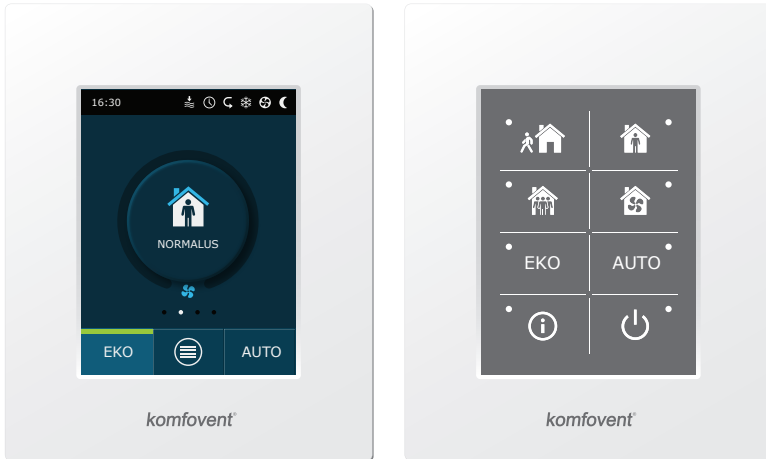 16:30
NORMALUS
EKO
AUTO
komfovent®
EKO
AUTO
komfovent®